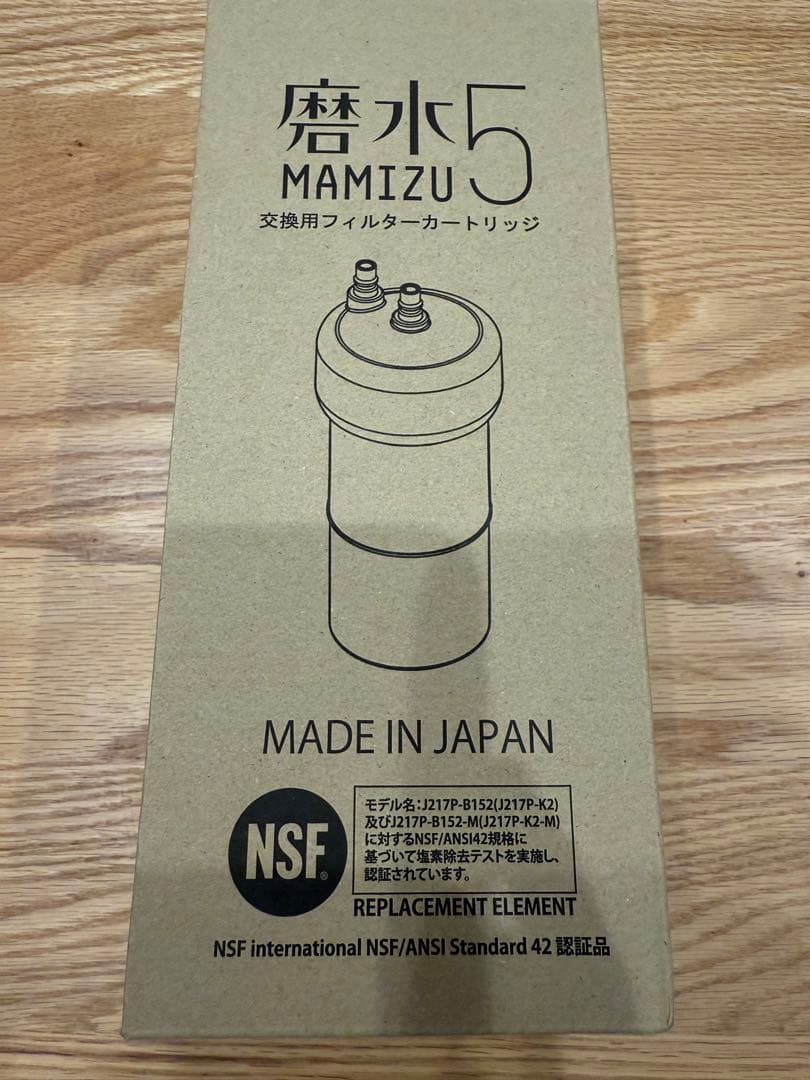 磨水5
MAMIZU
交換用フィルターカートリッジ
MADE IN JAPAN
NSF®
モデル名:J217P-B152(J217P-K2)
及びJ217P-B152-M(J217P-K2-M)
に対するNSF/ANSI42規格に
基づいて塩素除去テストを実施し、
認証されています。
REPLACEMENT ELEMENT
NSF international NSF/ANSI Standard 42 認証品